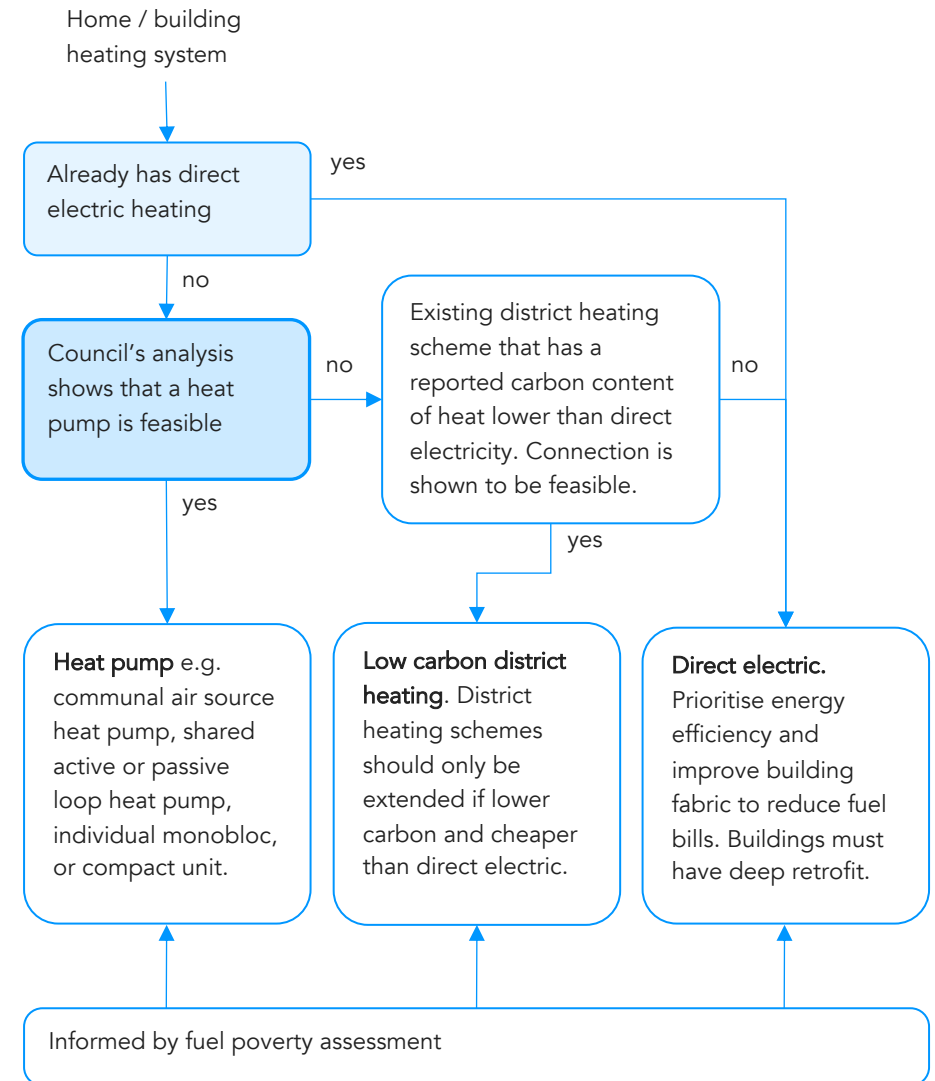 Home / building
heating system
Already has direct
electric heating
yes
no
Council's analysis
shows that a heat
pump is feasible
no
Existing district heating
scheme that has a
reported carbon content
of heat lower than direct
electricity. Connection is
shown to be feasible.
no
yes
yes
Heat pump e.g.
communal air source
heat pump, shared
active or passive
loop heat pump,
individual monobloc,
or compact unit.
Low carbon district
heating. District
heating schemes
should only be
extended if lower
carbon and cheaper
than direct electric.
Direct electric.
Prioritise energy
efficiency and
improve building
fabric to reduce fuel
bills. Buildings must
have deep retrofit.
Informed by fuel poverty assessment